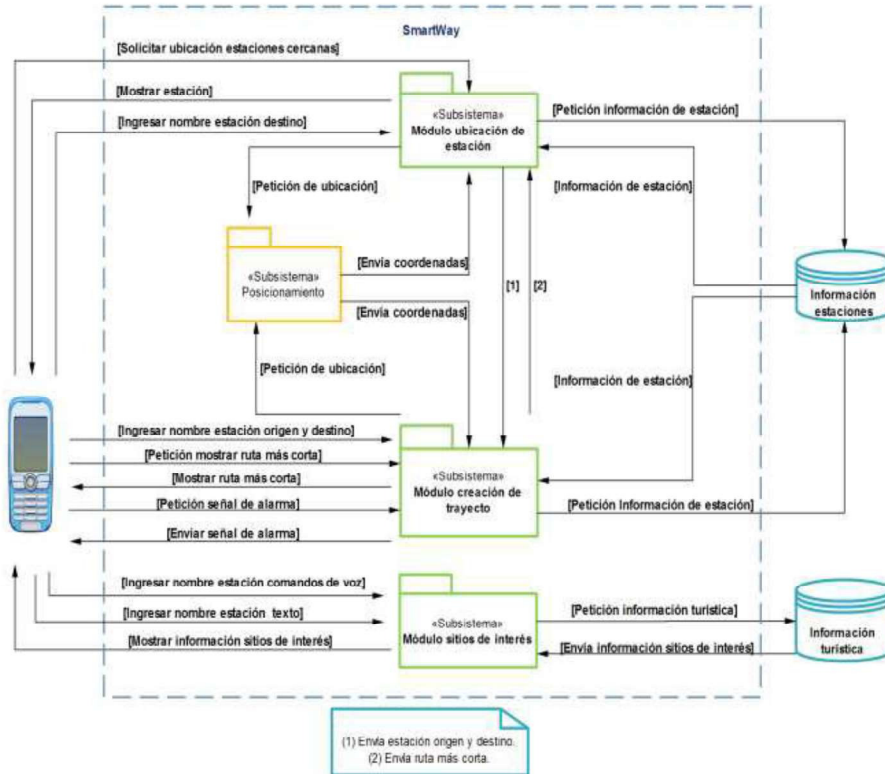 SmartWay
[Solicitar ubicación estaciones cercanas]
[Mostrar estación]
[Ingresar nombre estación destino]
«Subsistema»
Módulo ubicación de
estación
[Petición información de estación]
[Petición de ubicación]
[Información de estación]
«Subsistema»
Posicionamiento
[Envía coordenadas]
[Envía coordenadas]
[1]
[2]
Información
estaciones
[Petición de ubicación]
[Información de estación]
[Ingresar nombre estación origen y destino]
[Petición mostrar ruta más corta]
[Mostrar ruta más corta]
[Petición señal de alarma]
[Enviar señal de alarma]
«Subsistema»
Módulo creación de
trayecto
[Petición Información de estación]
[Ingresar nombre estación comandos de voz]
[Ingresar nombre estación texto]
[Mostrar información sitios de interés]
«Subsistema»
Módulo sitios de interés
[Petición información turística]
[Envía información sitios de interés]
Información
turística
(1) Envía estación origen y destino.
(2) Envía ruta más corta.